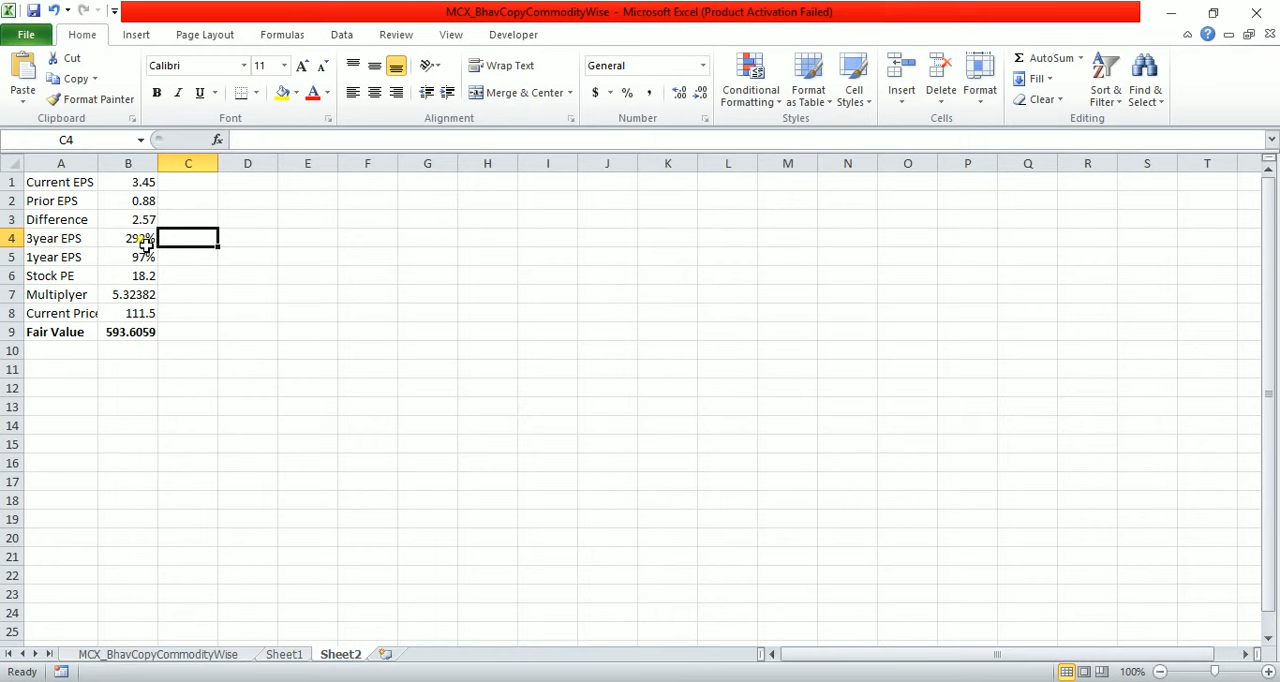 MCX_BhavCopyCommodityWise - Microsoft Excel (Product Activation Failed)
File Home Insert Page Layout Formulas Data Review View Developer
Paste Cut Copy Format Painter Clipboard
Calibri 11 B I U A A A Font
Wrap Text Merge & Center Alignment
General $ % , Number
Conditional Formatting Format as Table Cell Styles Styles
Insert Delete Format Cells
Σ AutoSum Fill Clear Sort & Filter Find & Select Editing
C4 fx
A B C D E F G H I J K L M N O P Q R S T
1 Current EPS 3.45
2 Prior EPS 0.88
3 Difference 2.57
4 3year EPS
5 1year EPS 97%
6 Stock PE 18.2
7 Multiplyer 5.32382
8 Current Price 111.5
9 Fair Value 593.6059
10
11
12
13
14
15
16
17
18
19
20
21
22
23
24
25
MCX_BhavCopyCommodityWise Sheet1 Sheet2
Ready 100%